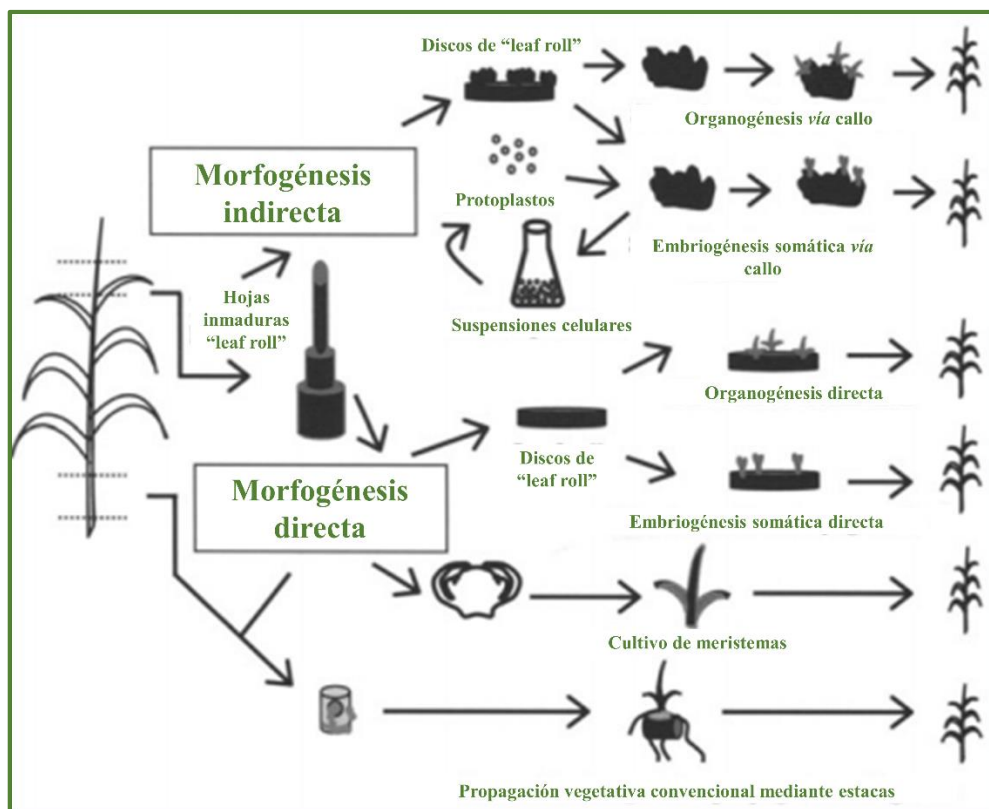 Discos de “leaf roll”
Organogénesis vía callo
Morfogénesis
indirecta
Protoplastos
Embriogénesis somática vía
callo
Hojas
inmaduras
“leaf roll”
Suspensiones celulares
Organogénesis directa
Discos de
“leaf roll”
Morfogénesis
directa
Embriogénesis somática directa
Cultivo de meristemas
Propagación vegetativa convencional mediante estacas